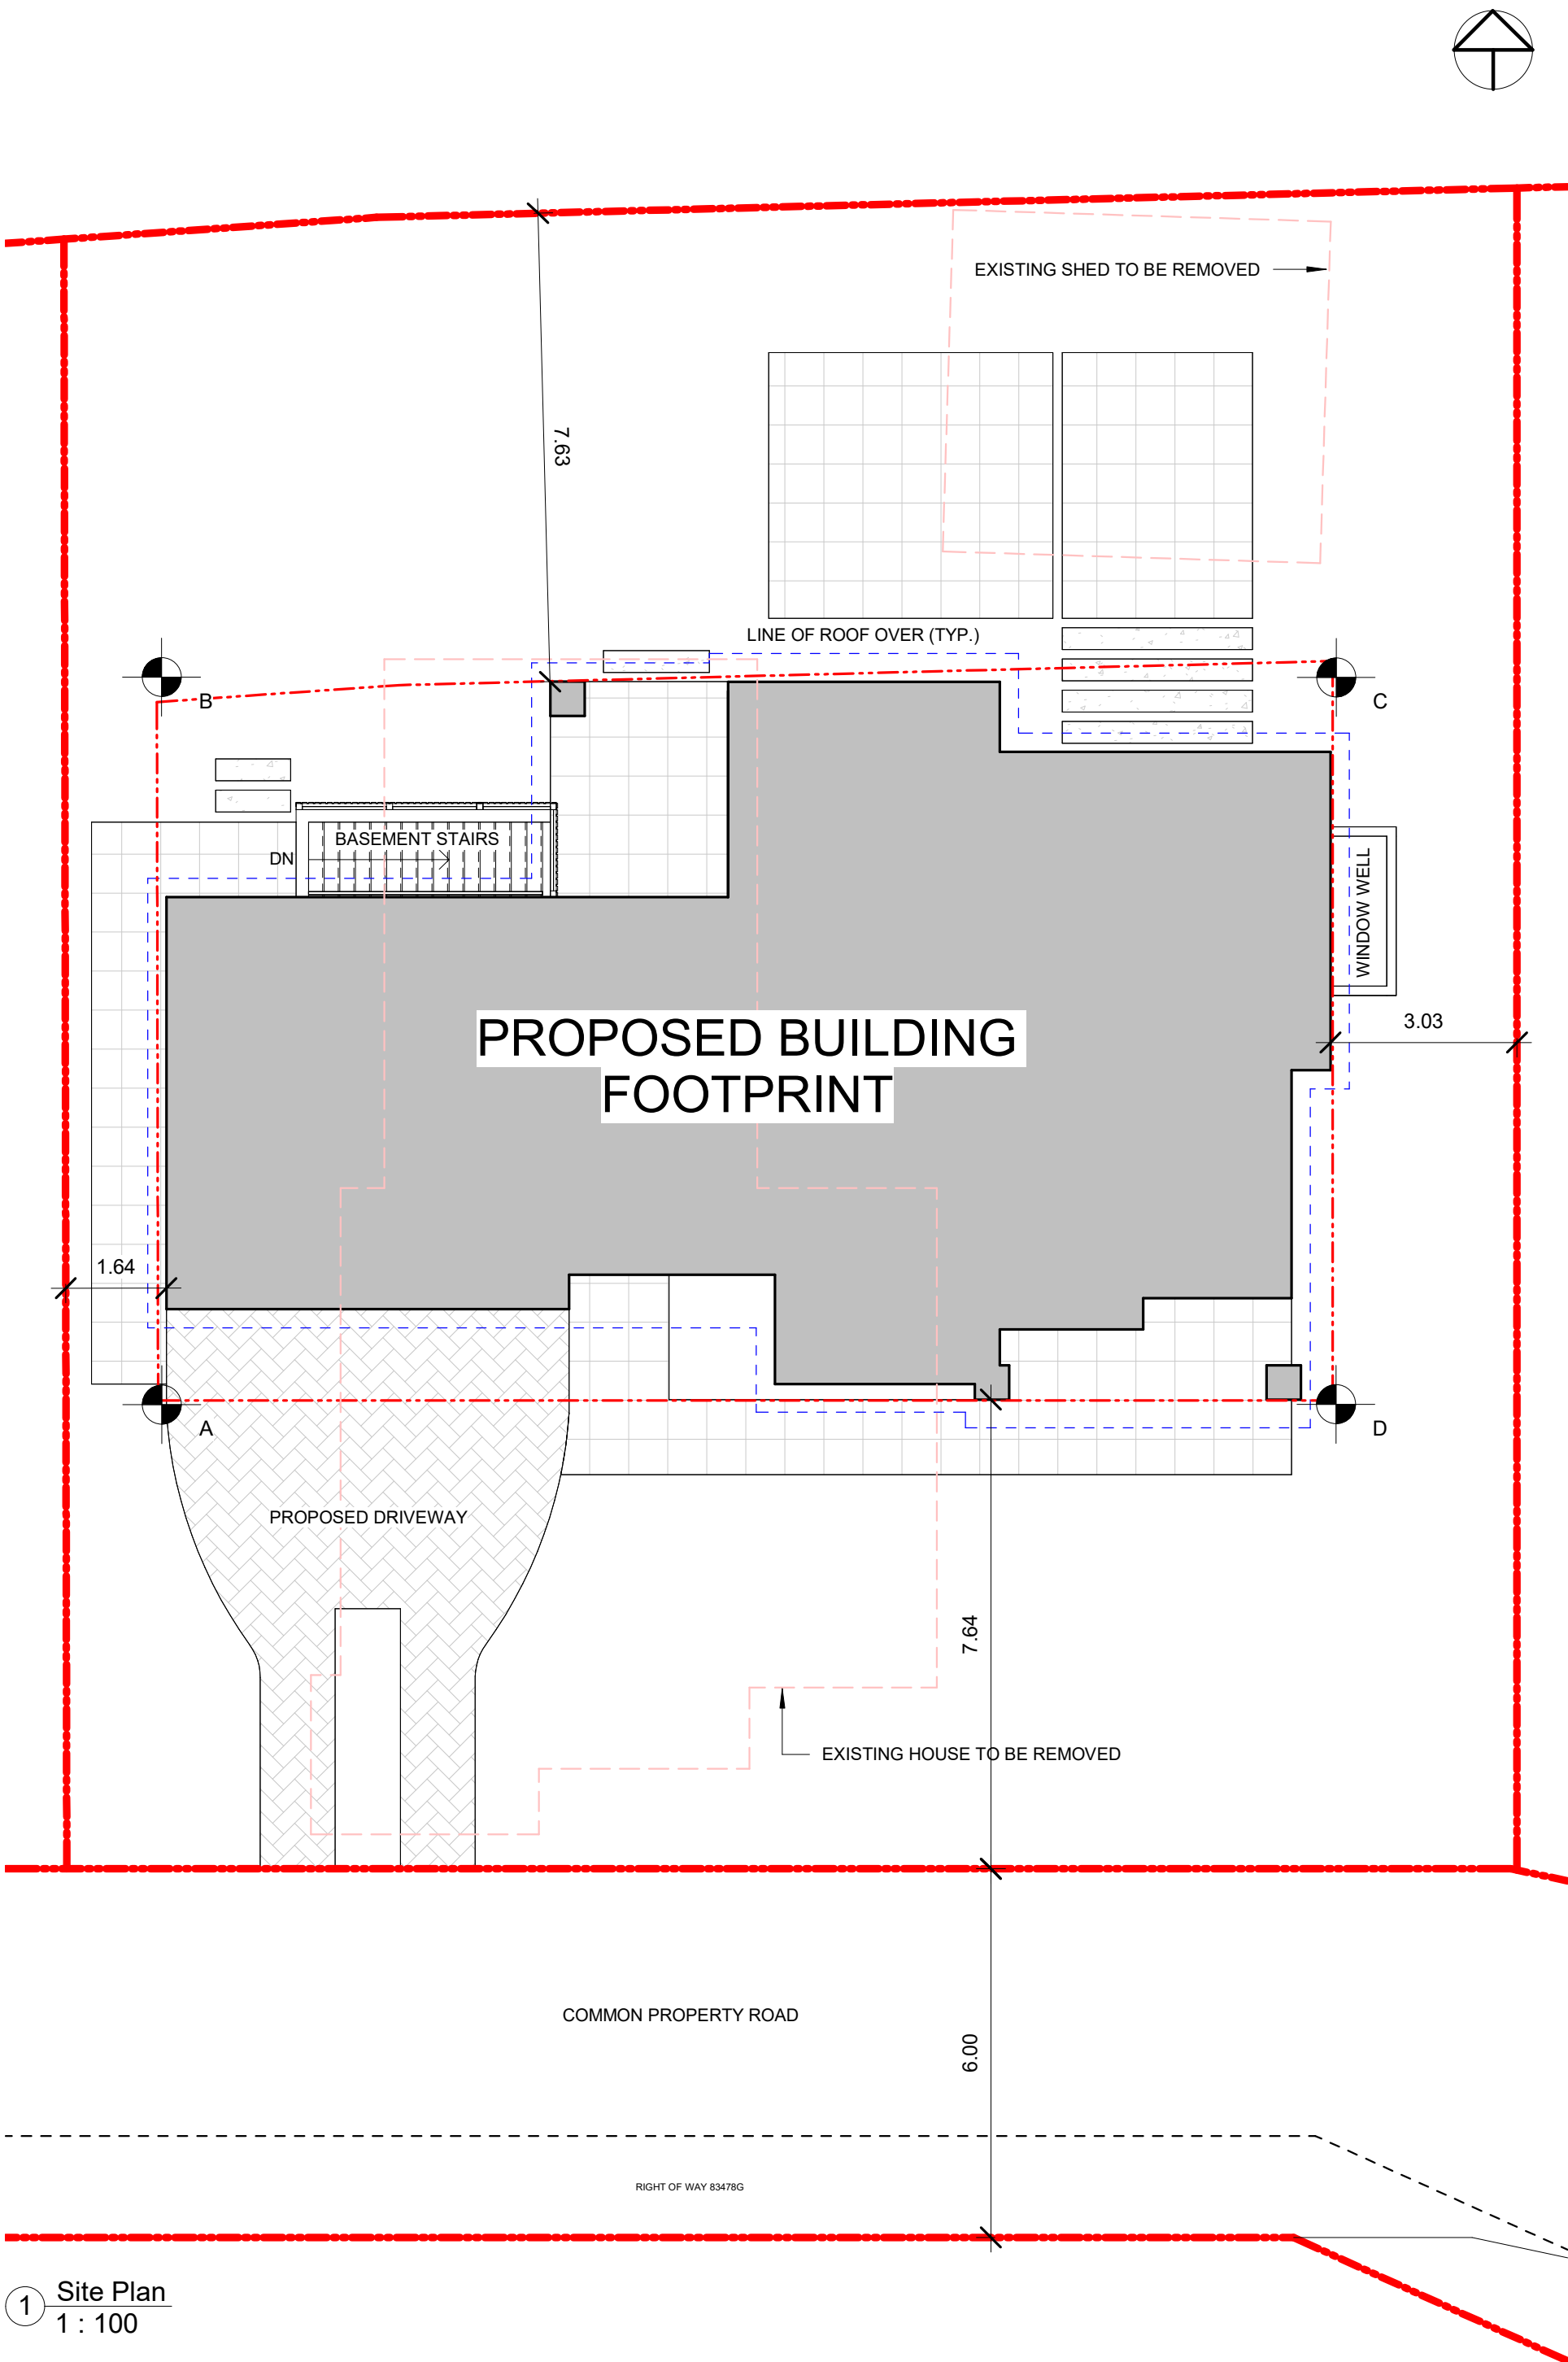 EXISTING SHED TO BE REMOVED
7.63
LINE OF ROOF OVER (TYP.)
B
C
BASEMENT STAIRS
DN
WINDOW WELL
3.03
PROPOSED BUILDING
FOOTPRINT
1.64
A
D
PROPOSED DRIVEWAY
7.64
EXISTING HOUSE TO BE REMOVED
COMMON PROPERTY ROAD
6.00
RIGHT OF WAY 83478G
1
Site Plan
1 : 100